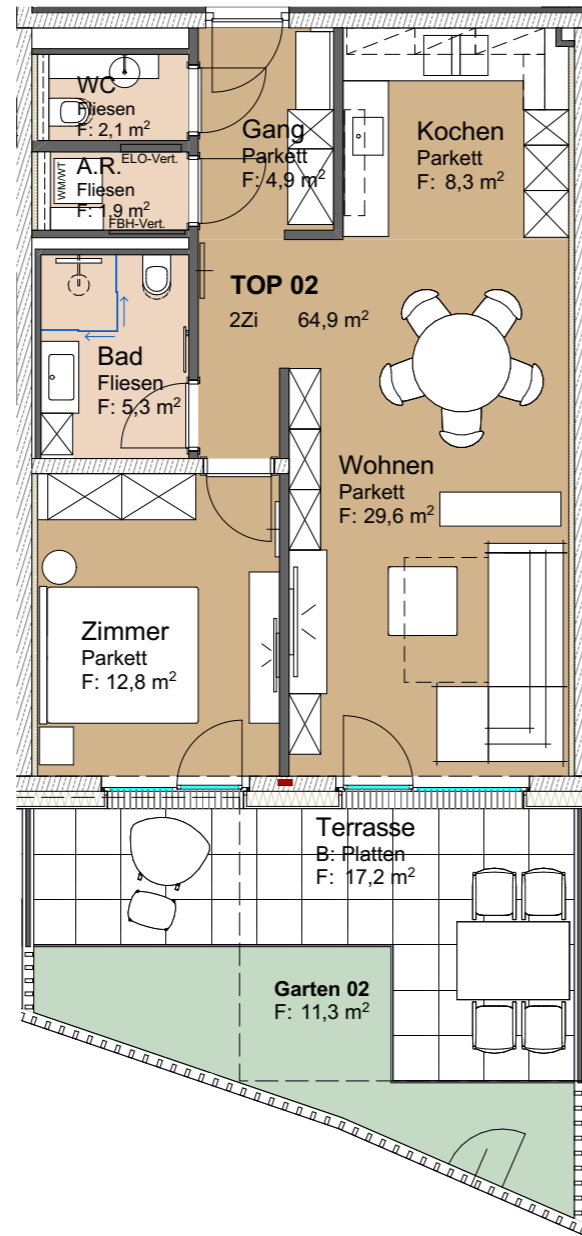 WC
Fliesen
F: 2,1 m²
ELO-Vert.
A.R.
Fliesen
F: 1,9 m²
WM/WT
FBH-Vert.
Gang
Parkett
F: 4,9 m²
Kochen
Parkett
F: 8,3 m²
TOP 02
2Zi 64,9 m²
Bad
Fliesen
F: 5,3 m²
Wohnen
Parkett
F: 29,6 m²
Zimmer
Parkett
F: 12,8 m²
Terrasse
B: Platten
F: 17,2 m²
Garten 02
F: 11,3 m²